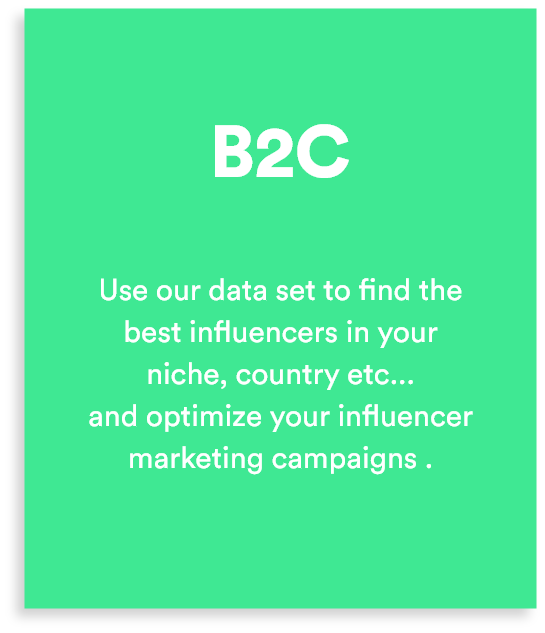 B2C
Use our data set to find the
best influencers in your
niche, country etc...
and optimize your influencer
marketing campaigns .